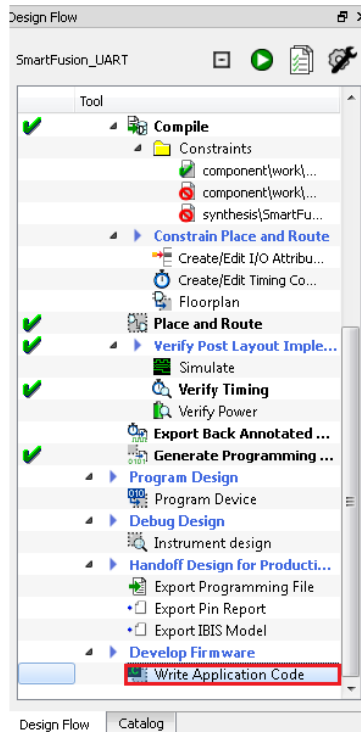 Design Flow
SmartFusion_UART
Tool
Compile
Constraints
component\work\...
component\work\...
synthesis\SmartFu...
Constrain Place and Route
Create/Edit I/O Attribu...
Create/Edit Timing Co...
Floorplan
Place and Route
Verify Post Layout Imple...
Simulate
Verify Timing
Verify Power
Export Back Annotated ...
Generate Programming ...
Program Design
Program Device
Debug Design
Instrument design
Handoff Design for Producti...
Export Programming File
Export Pin Report
Export IBIS Model
Develop Firmware
Write Application Code
Design Flow Catalog